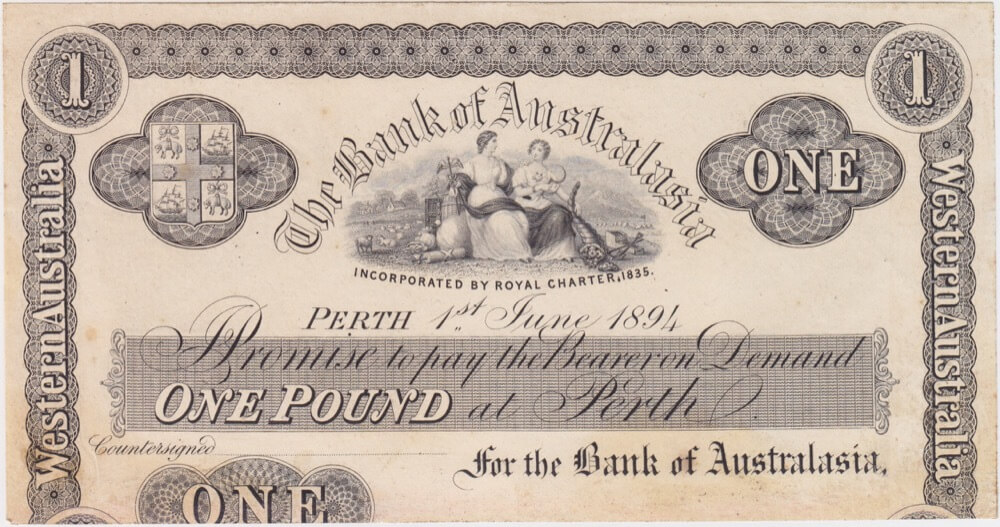 1
1
The Bank of Australasia
ONE
INCORPORATED BY ROYAL CHARTER, 1835.
Western Australia
Western Australia
PERTH 1st June 1894
I Promise to pay the Bearer on Demand
ONE POUND at Perth
Countersigned
For the Bank of Australasia,
ONE